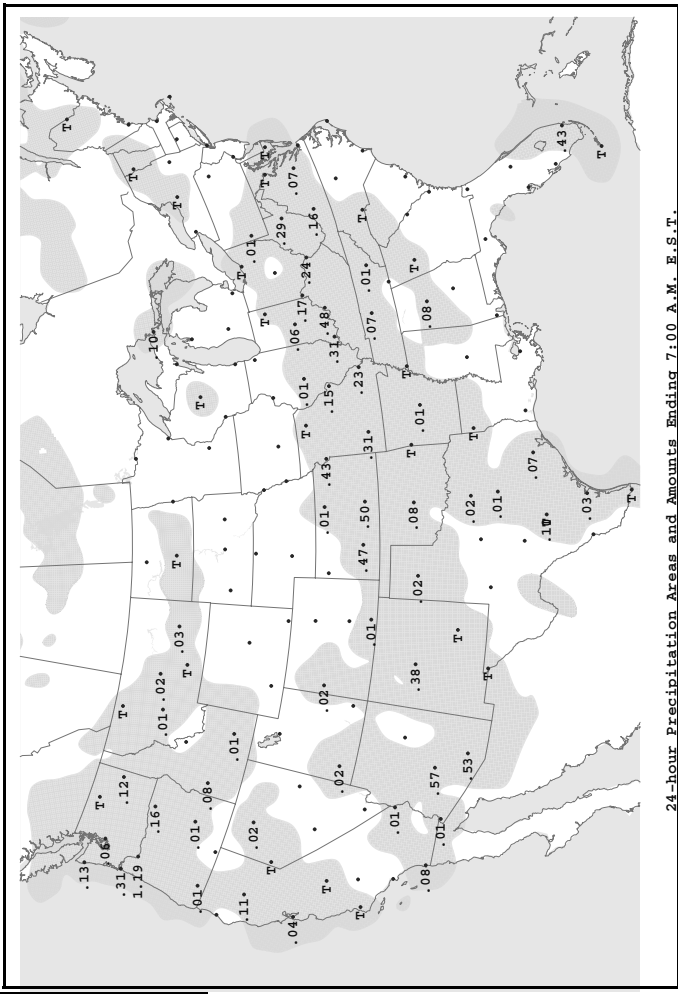 T
.13
T
.06
.31
.12
T
T
1.19
.10
.16
.02
.01
T
T
.03
T
.01
.01
T
.08
.01
T
.11
.01
.02
T
T
T
T
.29
.04
.07
.06
.17
.01
T
.24
.16
.02
.01
.48
T
.43
.15
.31
.02
.23
T
T
.47
.50
.01
.31
.01
.07
.01
T
T
.08
T
.38
.02
.01
.08
.08
.57
.01
T
.53
.02
T
T
.01
.07
.43
.03
T
T
24-hour Precipitation Areas and Amounts Ending 7:00 A.M. E.S.T.